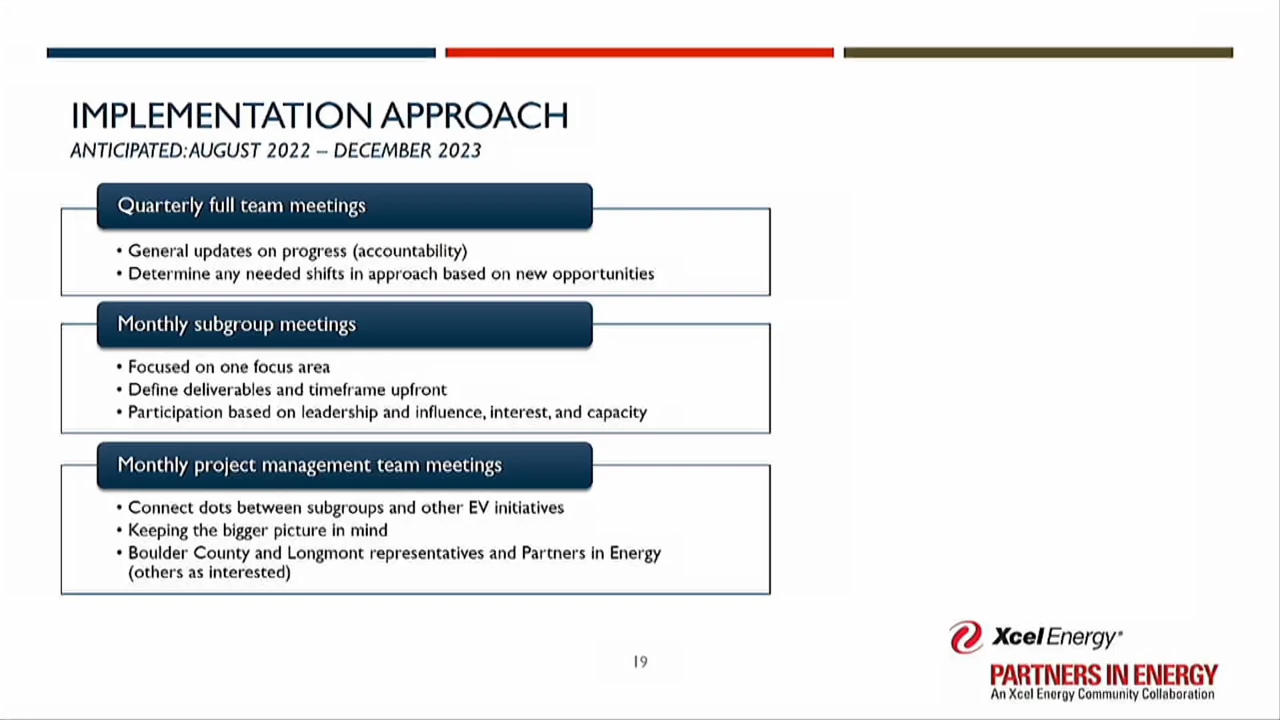 IMPLEMENTATION APPROACH
ANTICIPATED: AUGUST 2022 – DECEMBER 2023
Quarterly full team meetings
• General updates on progress (accountability)
• Determine any needed shifts in approach based on new opportunities
Monthly subgroup meetings
• Focused on one focus area
• Define deliverables and timeframe upfront
• Participation based on leadership and influence, interest, and capacity
Monthly project management team meetings
• Connect dots between subgroups and other EV initiatives
• Keeping the bigger picture in mind
• Boulder County and Longmont representatives and Partners in Energy
(others as interested)
19
Xcel Energy®
PARTNERS IN ENERGY
An Xcel Energy Community Collaboration